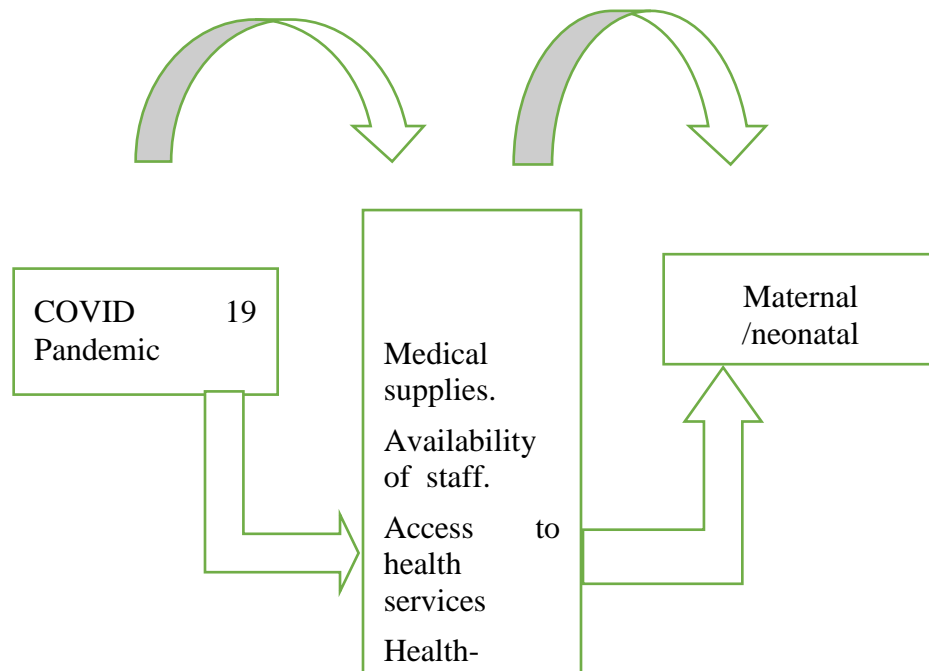 COVID 19
Pandemic
Medical
supplies.
Availability
of staff.
Access to
health
services
Health-
Maternal
/neonatal